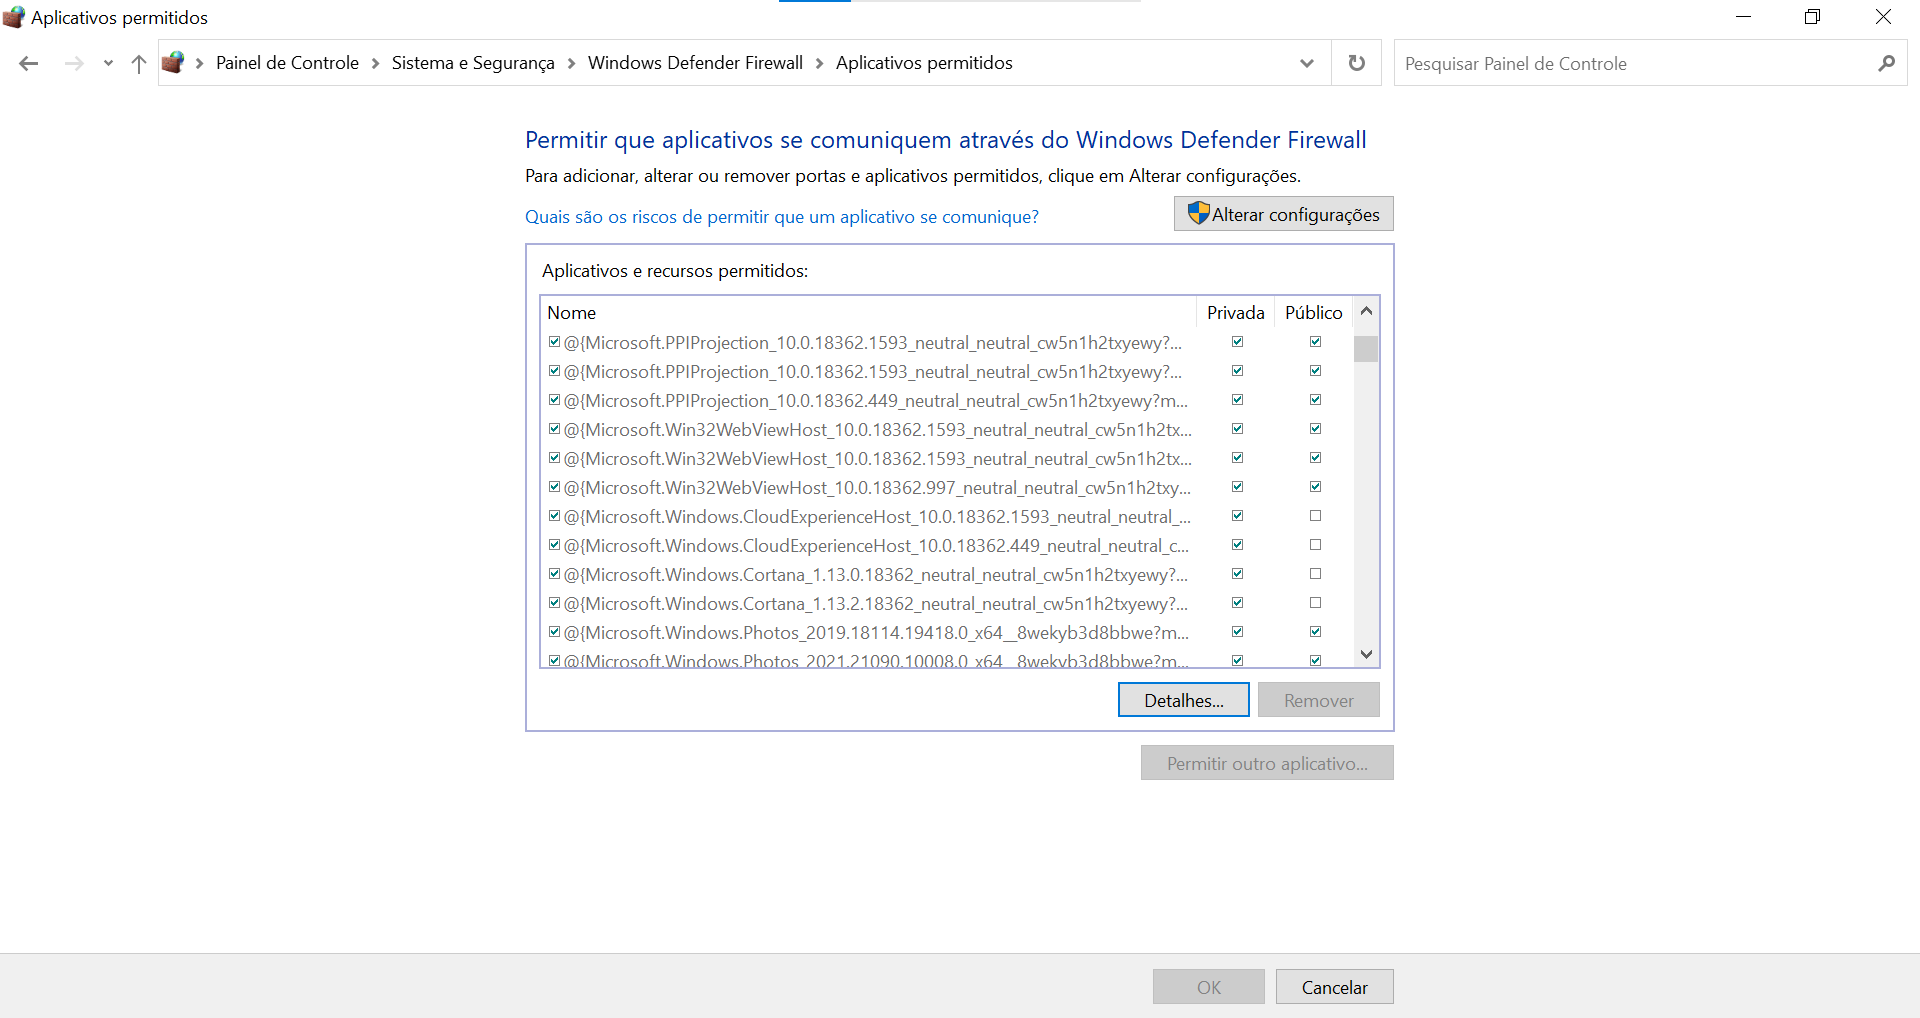 Aplicativos permitidos
Painel de Controle > Sistema e Segurança > Windows Defender Firewall > Aplicativos permitidos
Pesquisar Painel de Controle
Permitir que aplicativos se comuniquem através do Windows Defender Firewall
Para adicionar, alterar ou remover portas e aplicativos permitidos, clique em Alterar configurações.
Quais são os riscos de permitir que um aplicativo se comunique?
Alterar configurações
Aplicativos e recursos permitidos:
Nome Privada Público
@{Microsoft.PPIProjection_10.0.18362.1593_neutral_neutral_cw5n1h2txyewy?...
@{Microsoft.PPIProjection_10.0.18362.1593_neutral_neutral_cw5n1h2txyewy?...
@{Microsoft.PPIProjection_10.0.18362.449_neutral_neutral_cw5n1h2txyewy?m...
@{Microsoft.Win32WebViewHost_10.0.18362.1593_neutral_neutral_cw5n1h2tx...
@{Microsoft.Win32WebViewHost_10.0.18362.1593_neutral_neutral_cw5n1h2tx...
@{Microsoft.Win32WebViewHost_10.0.18362.997_neutral_neutral_cw5n1h2txy...
@{Microsoft.Windows.CloudExperienceHost_10.0.18362.1593_neutral_neutral_...
@{Microsoft.Windows.CloudExperienceHost_10.0.18362.449_neutral_neutral_c...
@{Microsoft.Windows.Cortana_1.13.0.18362_neutral_neutral_cw5n1h2txyewy?...
@{Microsoft.Windows.Cortana_1.13.2.18362_neutral_neutral_cw5n1h2txyewy?...
@{Microsoft.Windows.Photos_2019.18114.19418.0_x64__8wekyb3d8bbwe?m...
@{Microsoft.Windows.Photos_2021.21090.10008.0_x64__8wekyb3d8bbwe?m...
Detalhes... Remover
Permitir outro aplicativo...
OK Cancelar